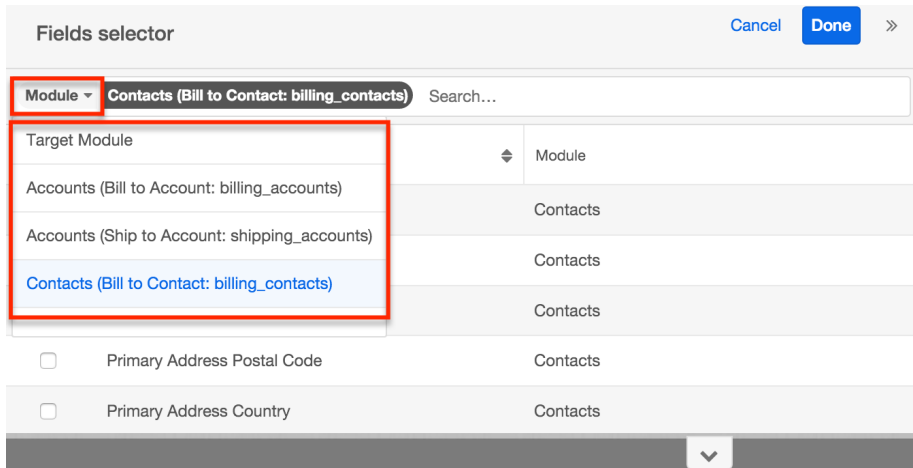 Fields selector
Cancel
Done
»
Module
Contacts (Bill to Contact: billing_contacts)
Search...
Target Module
Module
Accounts (Bill to Account: billing_accounts)
Contacts
Accounts (Ship to Account: shipping_accounts)
Contacts
Contacts (Bill to Contact: billing_contacts)
Contacts
Primary Address Postal Code
Contacts
Primary Address Country
Contacts